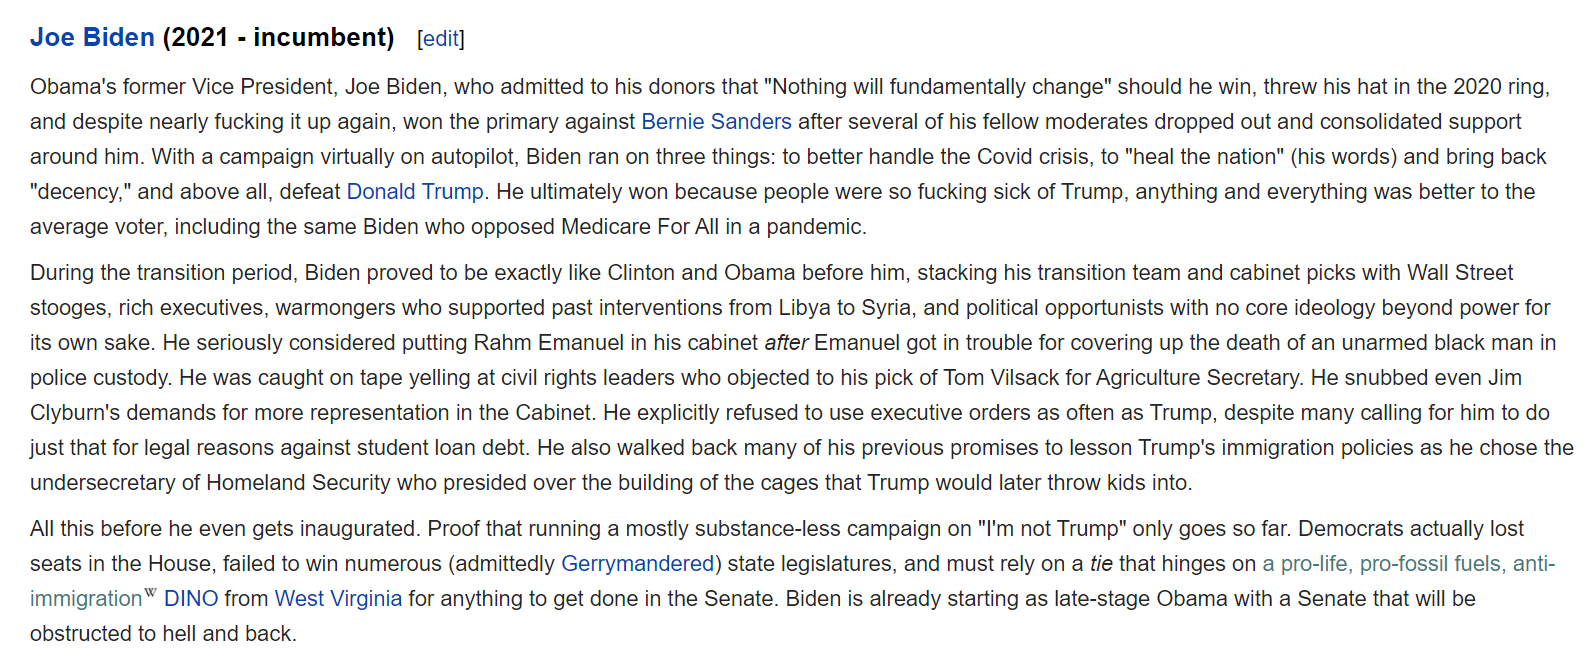 Joe Biden (2021 - incumbent) [edit]
Obama's former Vice President, Joe Biden, who admitted to his donors that "Nothing will fundamentally change" should he win, threw his hat in the 2020 ring,
and despite nearly fucking it up again, won the primary against Bernie Sanders after several of his fellow moderates dropped out and consolidated support
around him. With a campaign virtually on autopilot, Biden ran on three things: to better handle the Covid crisis, to "heal the nation" (his words) and bring back
"decency," and above all, defeat Donald Trump. He ultimately won because people were so fucking sick of Trump, anything and everything was better to the
average voter, including the same Biden who opposed Medicare For All in a pandemic.
During the transition period, Biden proved to be exactly like Clinton and Obama before him, stacking his transition team and cabinet picks with Wall Street
stooges, rich executives, warmongers who supported past interventions from Libya to Syria, and political opportunists with no core ideology beyond power for
its own sake. He seriously considered putting Rahm Emanuel in his cabinet after Emanuel got in trouble for covering up the death of an unarmed black man in
police custody. He was caught on tape yelling at civil rights leaders who objected to his pick of Tom Vilsack for Agriculture Secretary. He snubbed even Jim
Clyburn's demands for more representation in the Cabinet. He explicitly refused to use executive orders as often as Trump, despite many calling for him to do
just that for legal reasons against student loan debt. He also walked back many of his previous promises to lesson Trump's immigration policies as he chose the
undersecretary of Homeland Security who presided over the building of the cages that Trump would later throw kids into.
All this before he even gets inaugurated. Proof that running a mostly substance-less campaign on "I'm not Trump" only goes so far. Democrats actually lost
seats in the House, failed to win numerous (admittedly Gerrymandered) state legislatures, and must rely on a tie that hinges on a pro-life, pro-fossil fuels, anti-
immigration W DINO from West Virginia for anything to get done in the Senate. Biden is already starting as late-stage Obama with a Senate that will be
obstructed to hell and back.